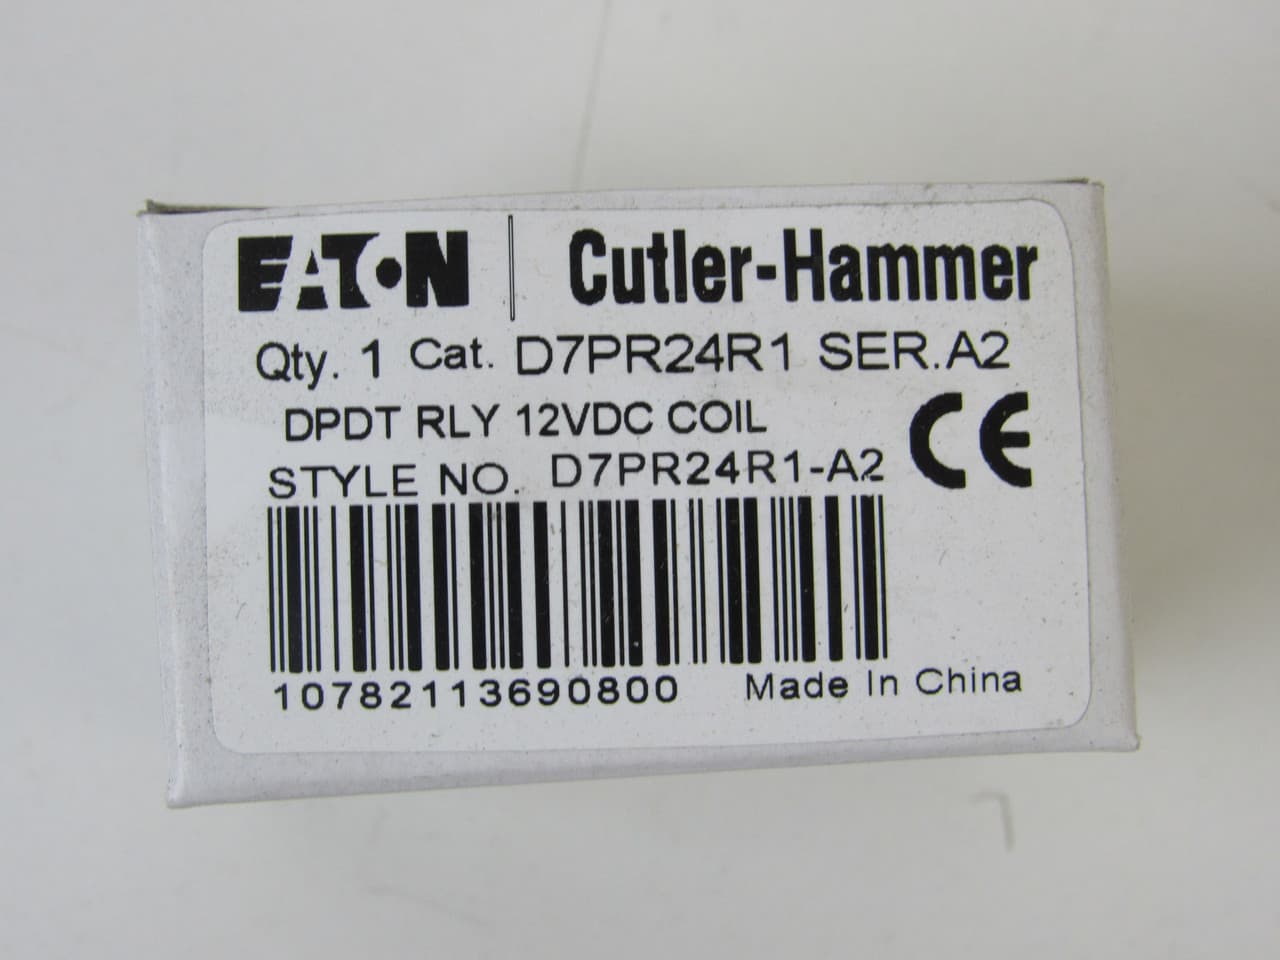 EATON Cutler-Hammer
Qty. 1 Cat. D7PR24R1 SER.A2
DPDT RLY 12VDC COIL
STYLE NO. D7PR24R1-A2
CE
10782113690800 Made In China